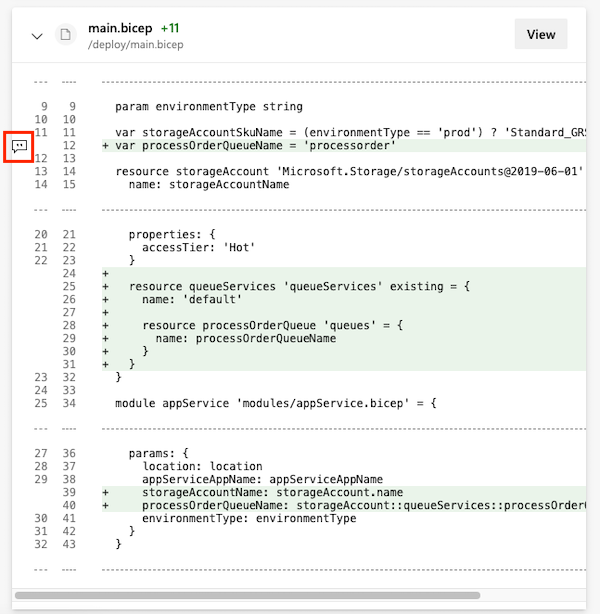 main.bicep +11
/deploy/main.bicep
View
--- ----
9 9 param environmentType string
10 10
11 11 var storageAccountSkuName = (environmentType == 'prod') ? 'Standard_GRS
12 + var processOrderQueueName = 'processorder'
12 13
13 14 resource storageAccount 'Microsoft.Storage/storageAccounts@2019-06-01'
14 15 name: storageAccountName
--- ----
20 21 properties: {
21 22 accessTier: 'Hot'
22 23 }
24 +
25 + resource queueServices 'queueServices' existing = {
26 + name: 'default'
27 +
28 + resource processOrderQueue 'queues' = {
29 + name: processOrderQueueName
30 + }
31 + }
23 32 }
24 33
25 34 module appService 'modules/appService.bicep' = {
--- ----
27 36 params: {
28 37 location: location
29 38 appServiceAppName: appServiceAppName
39 + storageAccountName: storageAccount.name
40 + processOrderQueueName: storageAccount::queueServices::processOrderQ
30 41 environmentType: environmentType
31 42 }
32 43 }
--- ----